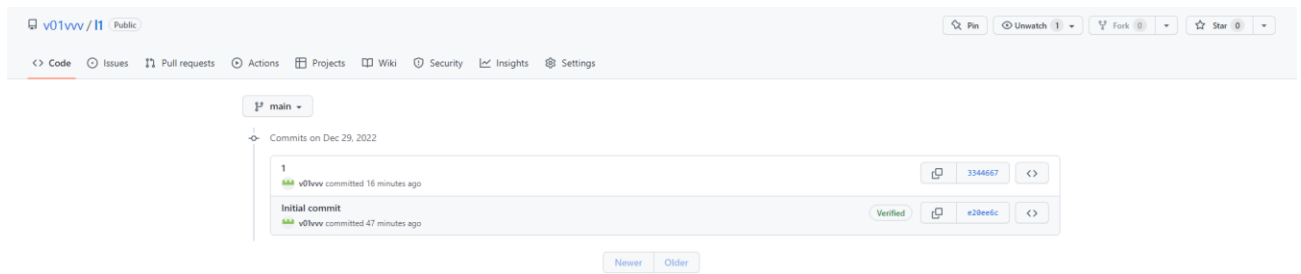 v01vvv / l1 Public
Pin Unwatch 1 Fork 0 Star 0
<> Code Issues Pull requests Actions Projects Wiki Security Insights Settings
main
Commits on Dec 29, 2022
1
v01vvv committed 16 minutes ago
3344667 <>
Initial commit
v01vvv committed 47 minutes ago
Verified e20ee6c <>
Newer Older